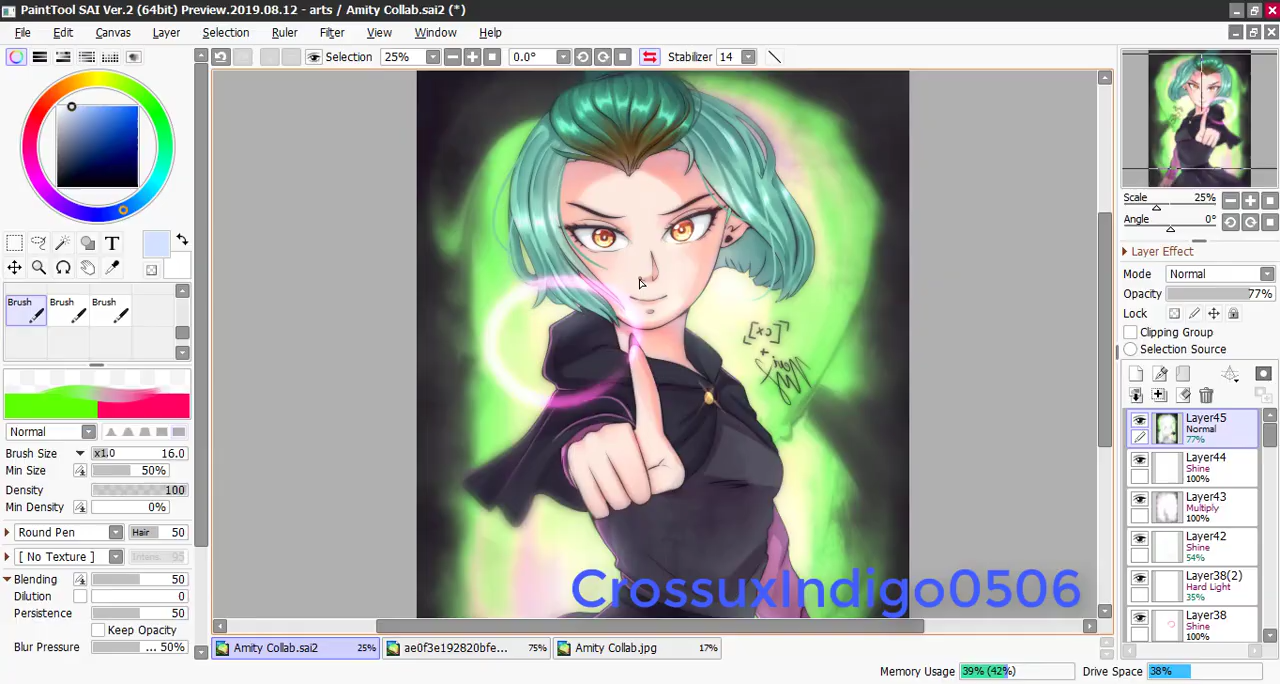 PaintTool SAI Ver.2 (64bit) Preview.2019.08.12 - arts / Amity Collab.sai2 (*)
File Edit Canvas Layer Selection Ruler Filter View Window Help
Selection 25% 0.0° Stabilizer 14
T
Brush Brush Brush
Normal
Brush Size x1.0 16.0
Min Size 50%
Density 100
Min Density 0%
Round Pen Hair 50
[ No Texture ] Intens. 95
Blending 50
Dilution 0
Persistence 50
Keep Opacity
Blur Pressure ... 50%
[xɔ]
+
CrossuxIndigo0506
Amity Collab.sai2 25% ae0f3e192820bfe... 75% Amity Collab.jpg 17%
Memory Usage 39% (42%) Drive Space 38%
Scale 25%
Angle 0°
Layer Effect
Mode Normal
Opacity 77%
Lock
Clipping Group
Selection Source
Layer45
Normal
77%
Layer44
Shine
100%
Layer43
Multiply
100%
Layer42
Shine
54%
Layer38(2)
Hard Light
35%
Layer38
Shine